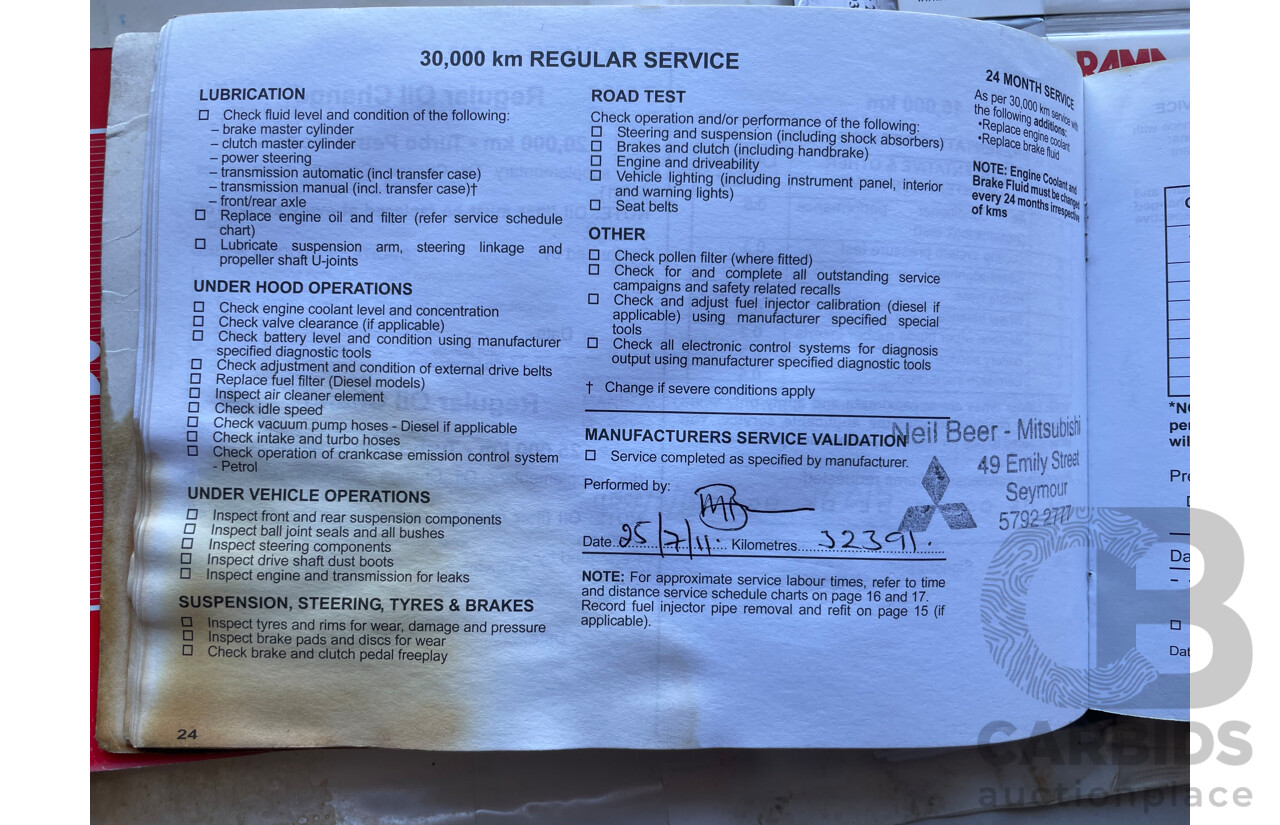 30,000 km REGULAR SERVICE
LUBRICATION
Check fluid level and condition of the following:
– brake master cylinder
– clutch master cylinder
– power steering
– transmission automatic (incl transfer case)
– transmission manual (incl. transfer case)†
– front/rear axle
Replace engine oil and filter (refer service schedule
chart)
Lubricate suspension arm, steering linkage and
propeller shaft U-joints
UNDER HOOD OPERATIONS
Check engine coolant level and concentration
Check valve clearance (if applicable)
Check battery level and condition using manufacturer
specified diagnostic tools
Check adjustment and condition of external drive belts
Replace fuel filter (Diesel models)
Inspect air cleaner element
Check idle speed
Check vacuum pump hoses - Diesel if applicable
Check intake and turbo hoses
Check operation of crankcase emission control system
- Petrol
UNDER VEHICLE OPERATIONS
Inspect front and rear suspension components
Inspect ball joint seals and all bushes
Inspect steering components
Inspect drive shaft dust boots
Inspect engine and transmission for leaks
SUSPENSION, STEERING, TYRES & BRAKES
Inspect tyres and rims for wear, damage and pressure
Inspect brake pads and discs for wear
Check brake and clutch pedal freeplay
24
ROAD TEST
Check operation and/or performance of the following:
Steering and suspension (including shock absorbers)
Brakes and clutch (including handbrake)
Engine and driveability
Vehicle lighting (including instrument panel, interior
and warning lights)
Seat belts
OTHER
Check pollen filter (where fitted)
Check for and complete all outstanding service
campaigns and safety related recalls
Check and adjust fuel injector calibration (diesel if
applicable) using manufacturer specified special
tools
Check all electronic control systems for diagnosis
output using manufacturer specified diagnostic tools
† Change if severe conditions apply
MANUFACTURERS SERVICE VALIDATION
Service completed as specified by manufacturer.
Performed by:
Date 25/7/11 Kilometres 32391.
NOTE: For approximate service labour times, refer to time
and distance service schedule charts on page 16 and 17.
Record fuel injector pipe removal and refit on page 15 (if
applicable).
24 MONTH SERVICE
As per 30,000 km service with
the following additions:
•Replace engine coolant
•Replace brake fluid
NOTE: Engine Coolant and
Brake Fluid must be changed
every 24 months irrespective
of kms
Neil Beer - Mitsubishi
49 Emily Street
Seymour
5792 2777
CB
CARBIDS
auctionplace